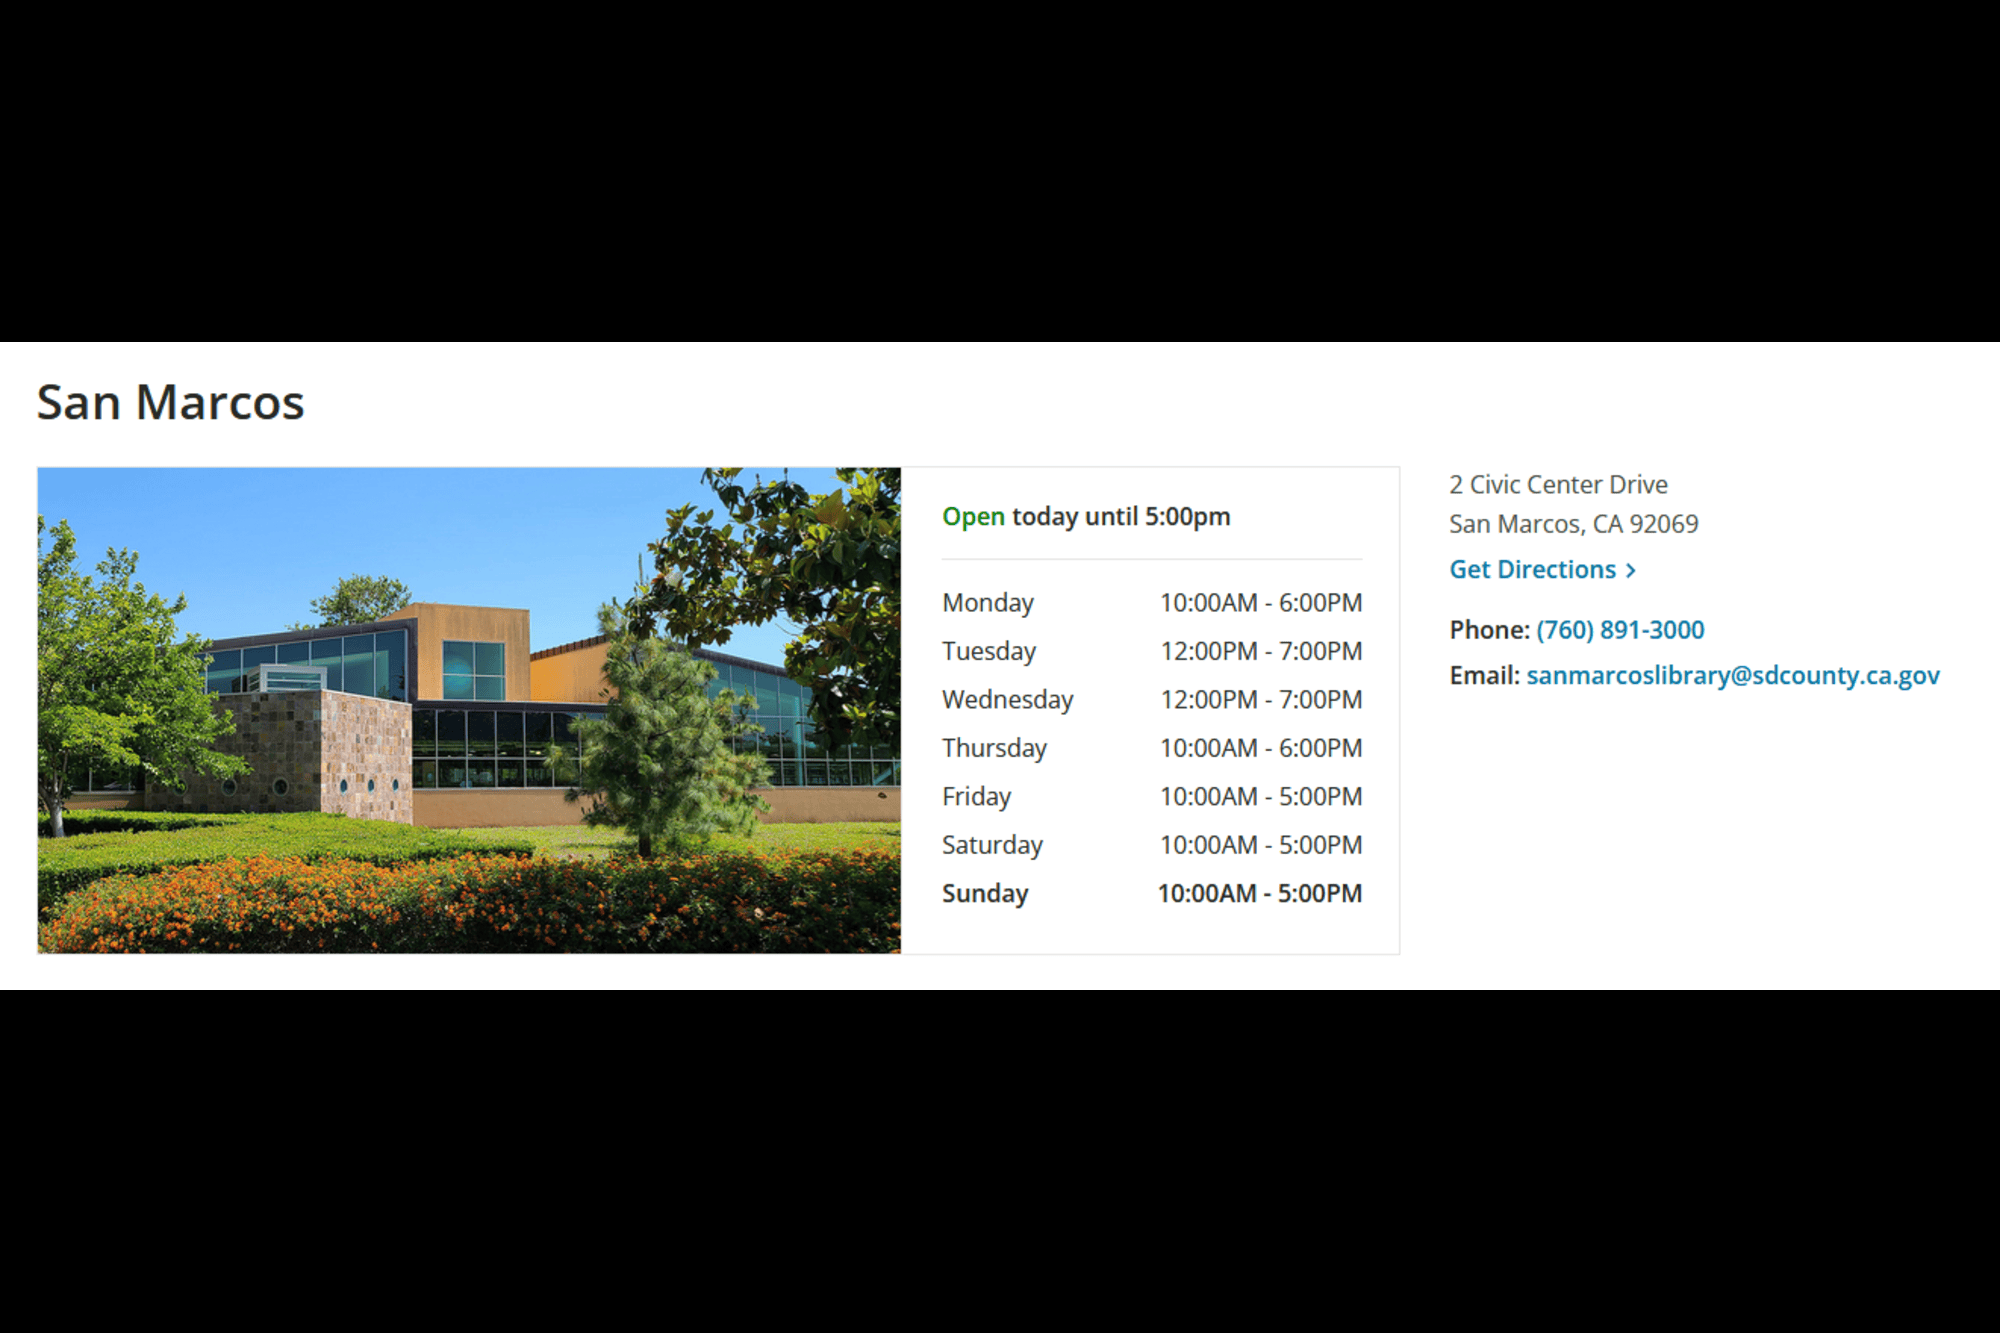 San Marcos
Open today until 5:00pm
Monday 10:00AM - 6:00PM
Tuesday 12:00PM - 7:00PM
Wednesday 12:00PM - 7:00PM
Thursday 10:00AM - 6:00PM
Friday 10:00AM - 5:00PM
Saturday 10:00AM - 5:00PM
Sunday 10:00AM - 5:00PM
2 Civic Center Drive
San Marcos, CA 92069
Get Directions >
Phone: (760) 891-3000
Email: sanmarcoslibrary@sdcounty.ca.gov